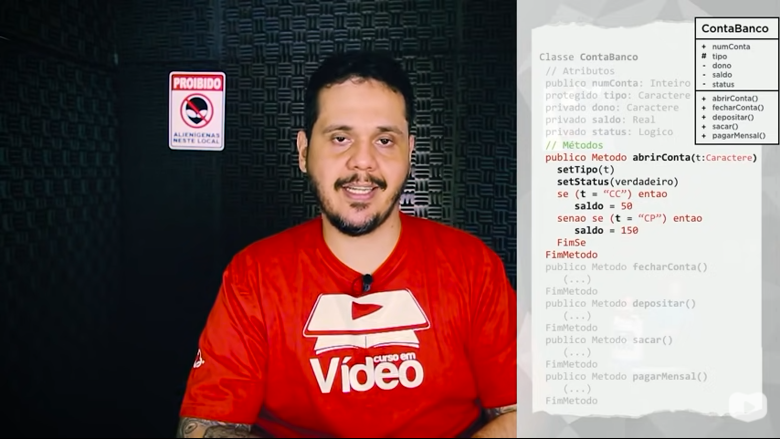 PROIBIDO
ALIENÍGENAS
NESTE LOCAL
curso em
Vídeo
ContaBanco
+ numConta
# tipo
- dono
- saldo
- status
+ abrirConta()
+ fecharConta()
+ depositar()
+ sacar()
+ pagarMensal()
Classe ContaBanco
// Atributos
publico numConta: Inteiro
protegido tipo: Caractere
privado dono: Caractere
privado saldo: Real
privado status: Logico
// Métodos
publico Metodo abrirConta(t:Caractere)
setTipo(t)
setStatus(verdadeiro)
se (t = “CC”) entao
saldo = 50
senao se (t = “CP”) entao
saldo = 150
FimSe
FimMetodo
publico Metodo fecharConta()
(...)
FimMetodo
publico Metodo depositar()
(...)
FimMetodo
publico Metodo sacar()
(...)
FimMetodo
publico Metodo pagarMensal()
(...)
FimMetodo